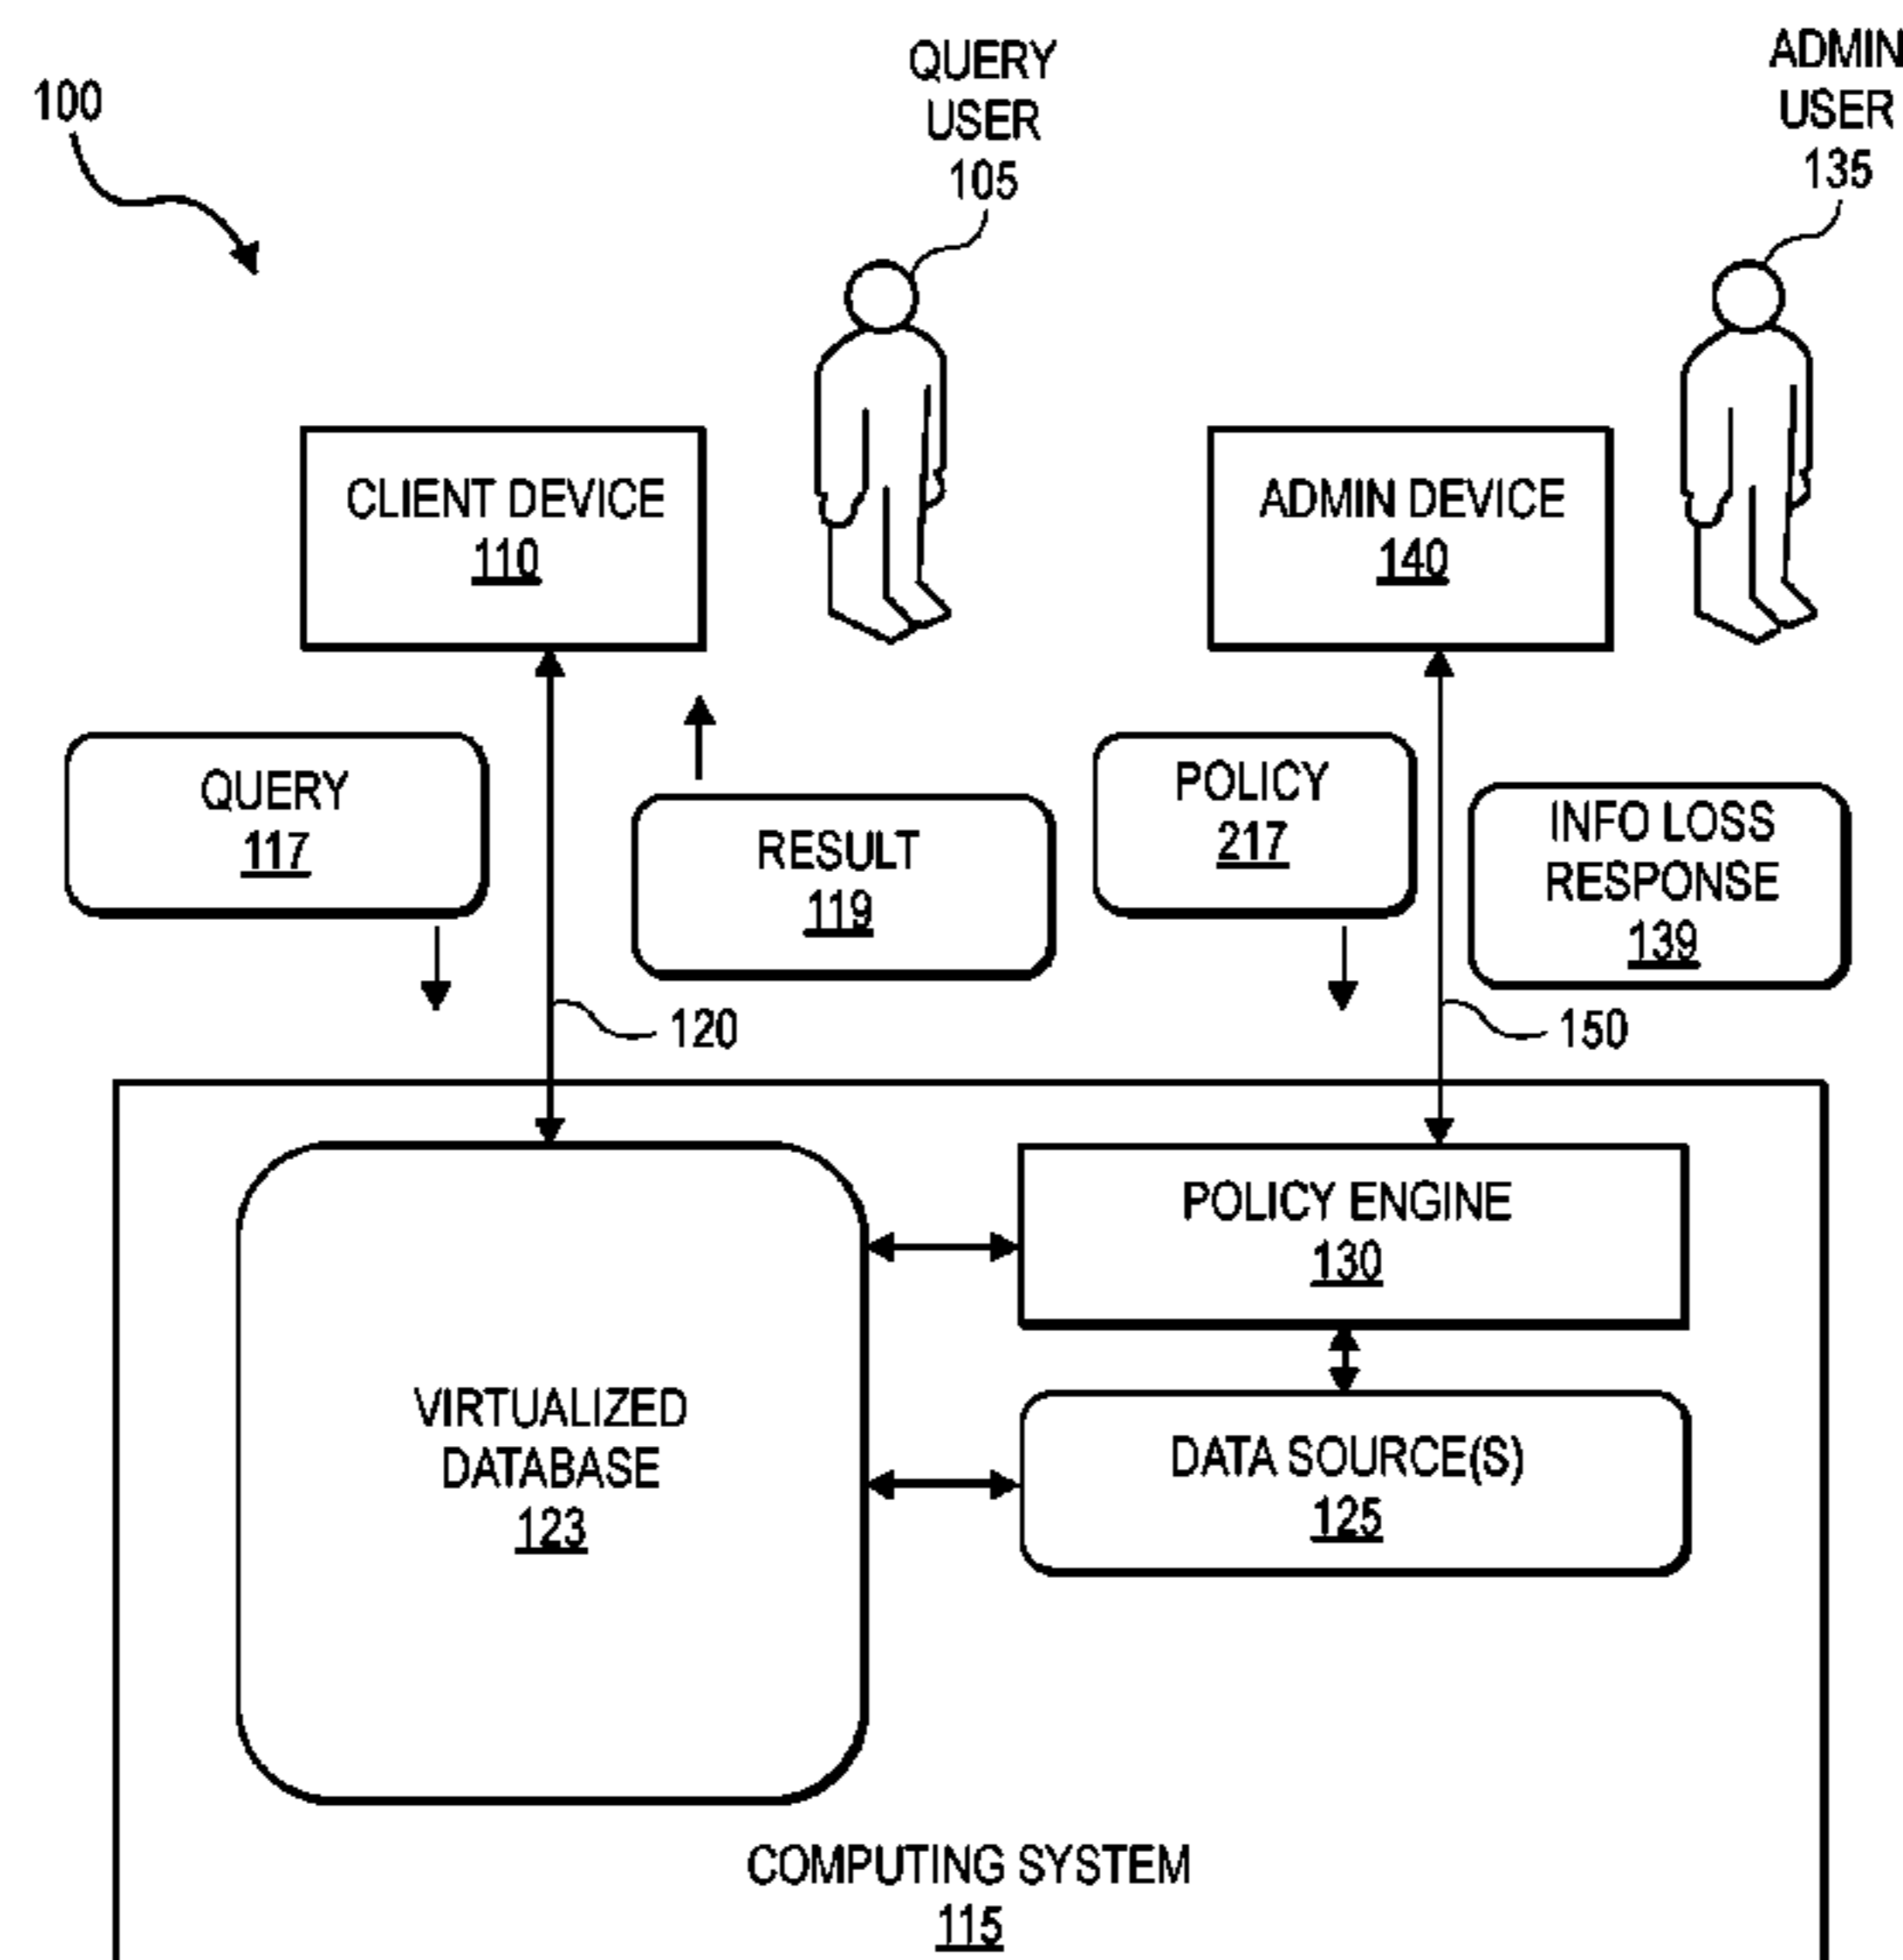 100
QUERY
USER
105
ADMIN
USER
135
CLIENT DEVICE
110
ADMIN DEVICE
140
QUERY
117
RESULT
119
POLICY
217
INFO LOSS
RESPONSE
139
120
150
VIRTUALIZED
DATABASE
123
POLICY ENGINE
130
DATA SOURCE(S)
125
COMPUTING SYSTEM
115